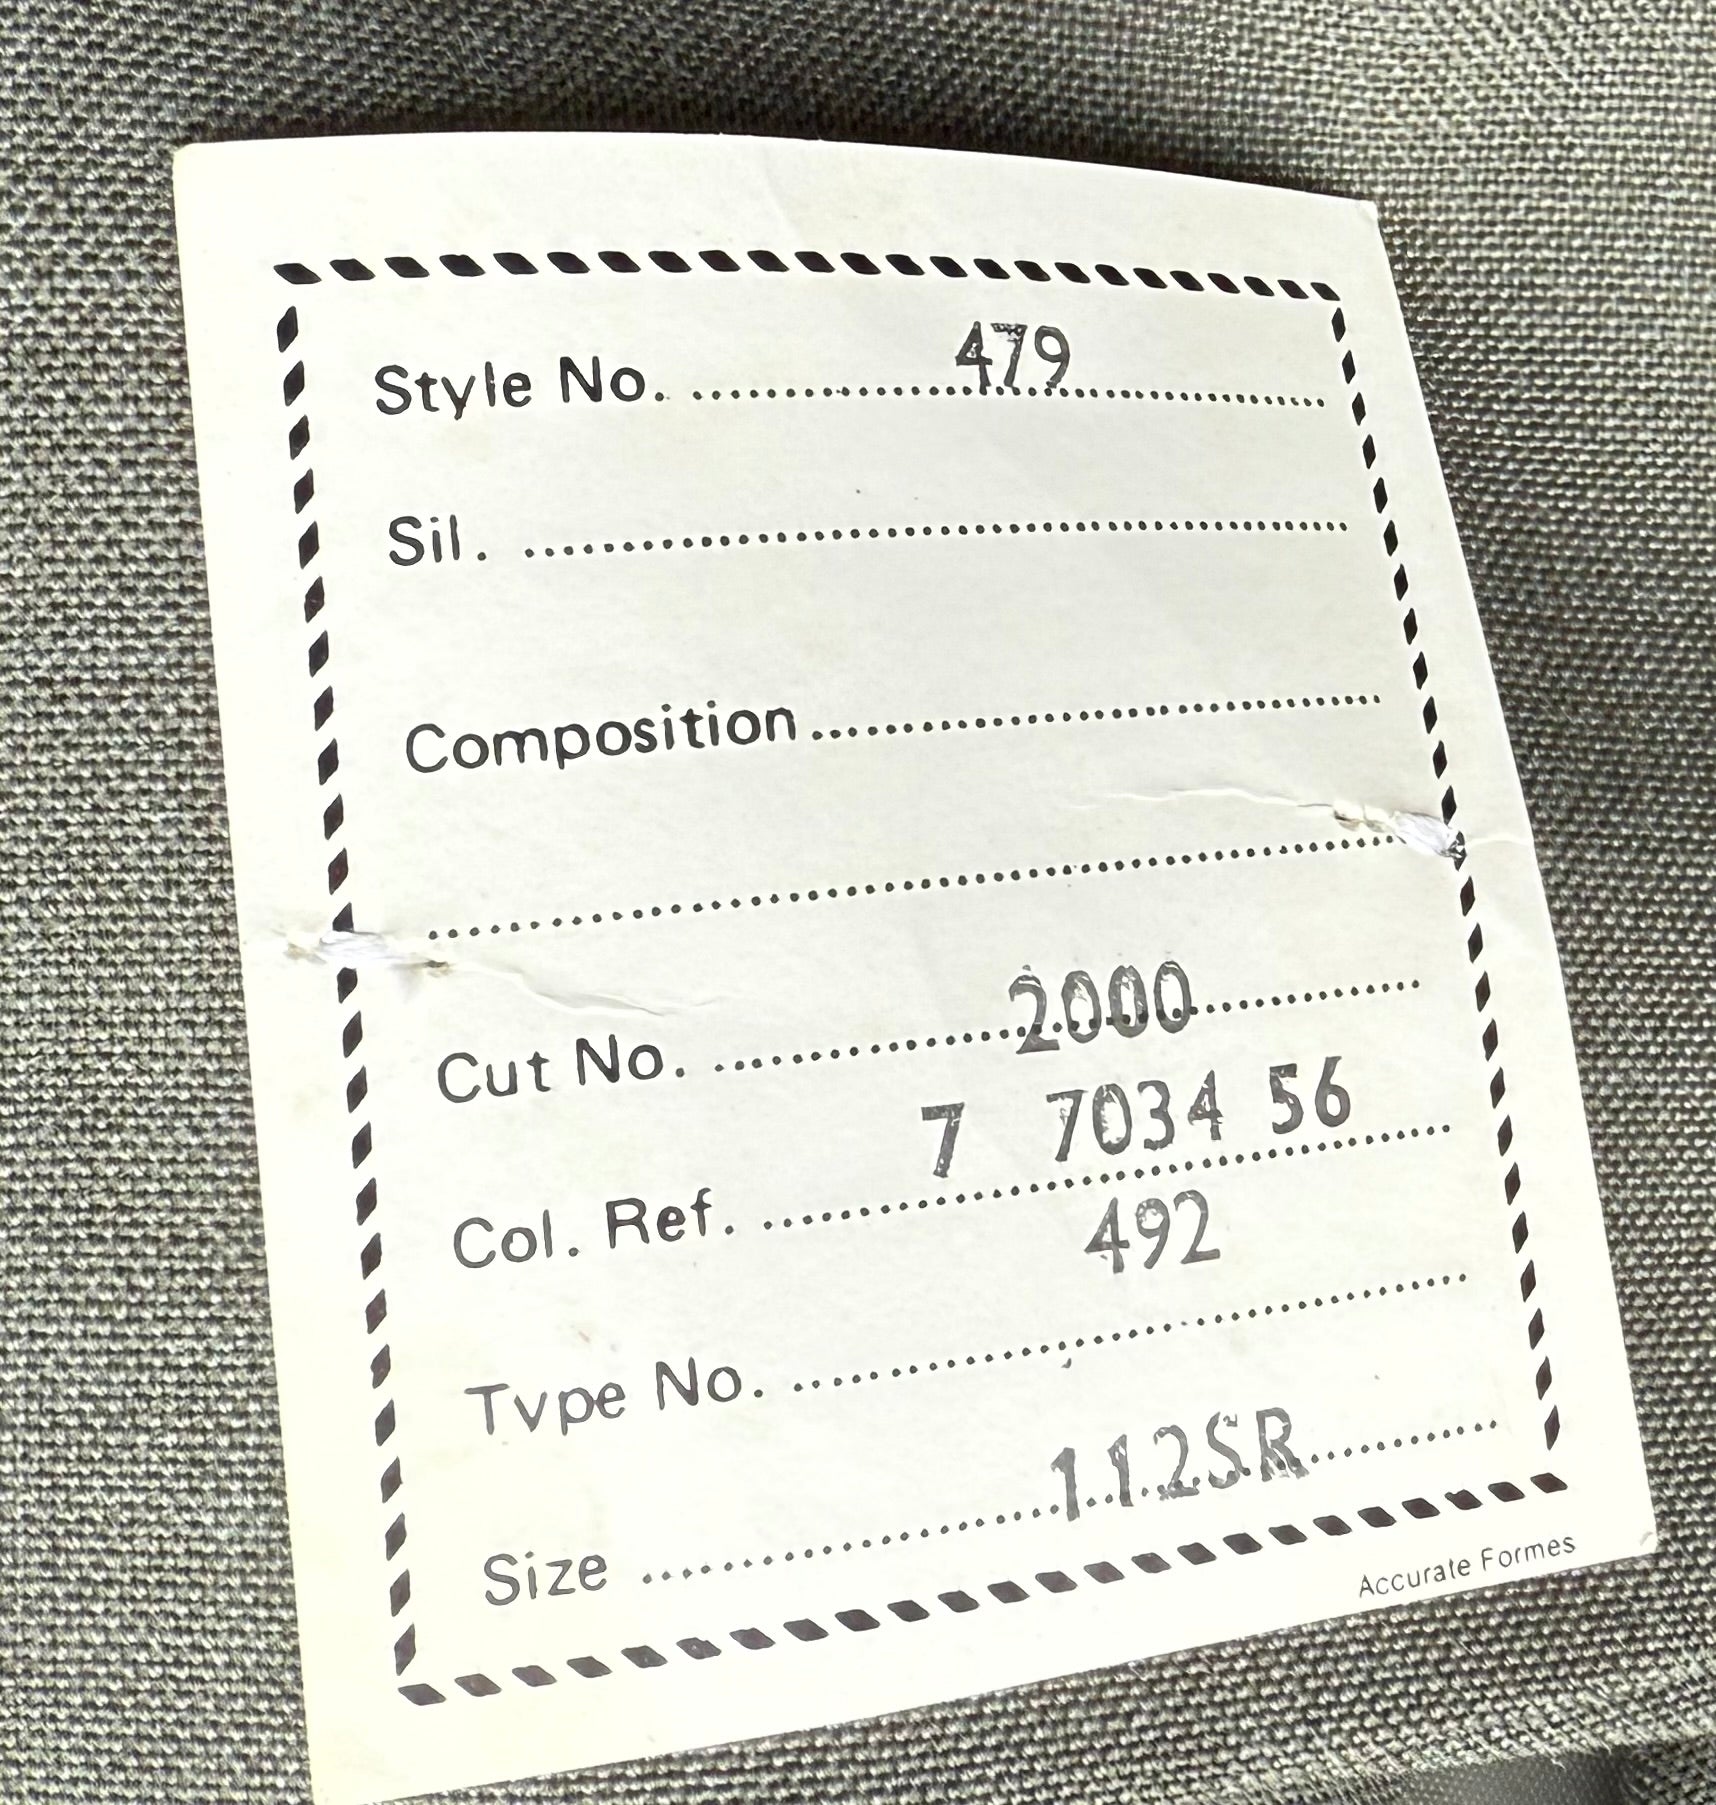 Style No. 479
Sil.
Composition
Cut No. 2000
7 7034 56
Col. Ref.
492
Type No.
Size 112SR
Accurate Formes